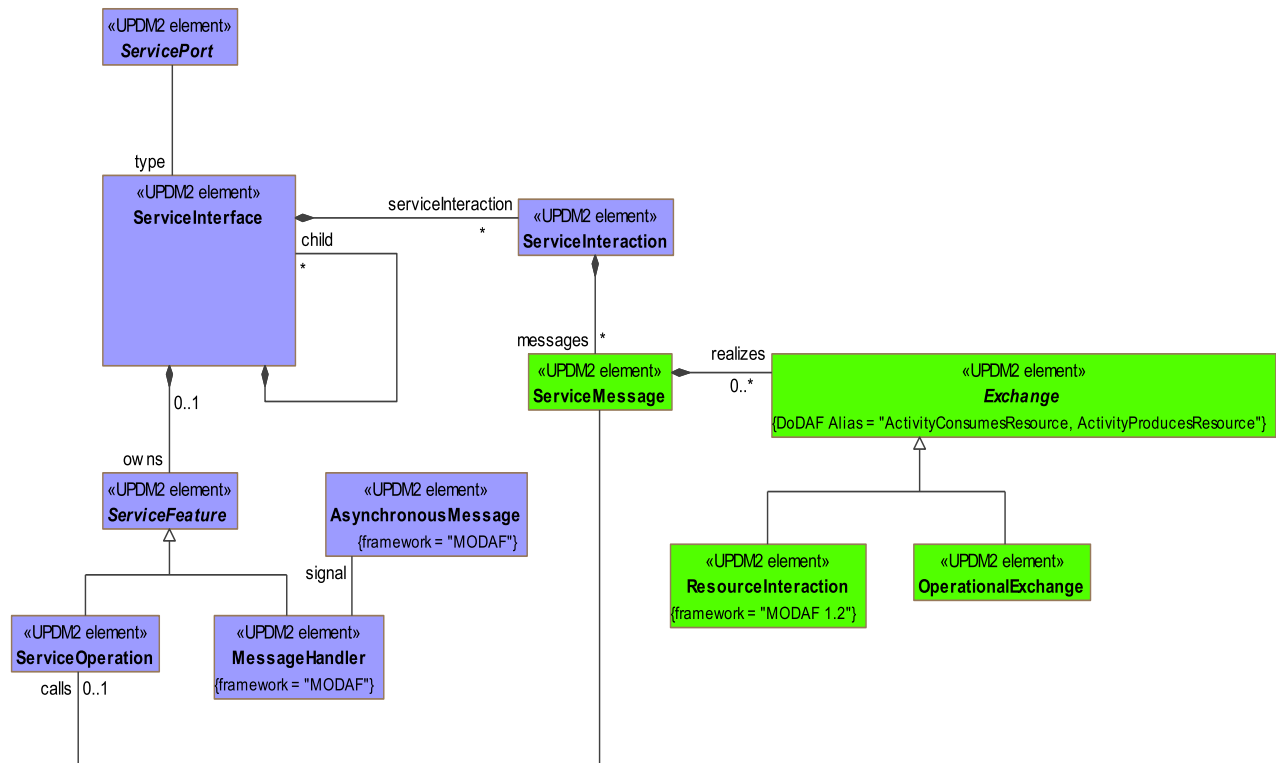 «UPDM2 element»
ServicePort
type
«UPDM2 element»
ServiceInterface
serviceInteraction
*
«UPDM2 element»
ServiceInteraction
child
*
messages
*
«UPDM2 element»
ServiceMessage
realizes
0..*
«UPDM2 element»
Exchange
{DoDAF Alias = "ActivityConsumesResource, ActivityProducesResource"}
0..1
owns
«UPDM2 element»
ServiceFeature
«UPDM2 element»
AsynchronousMessage
{framework = "MODAF"}
signal
«UPDM2 element»
ResourceInteraction
{framework = "MODAF 1.2"}
«UPDM2 element»
OperationalExchange
«UPDM2 element»
ServiceOperation
«UPDM2 element»
MessageHandler
{framework = "MODAF"}
calls
0..1